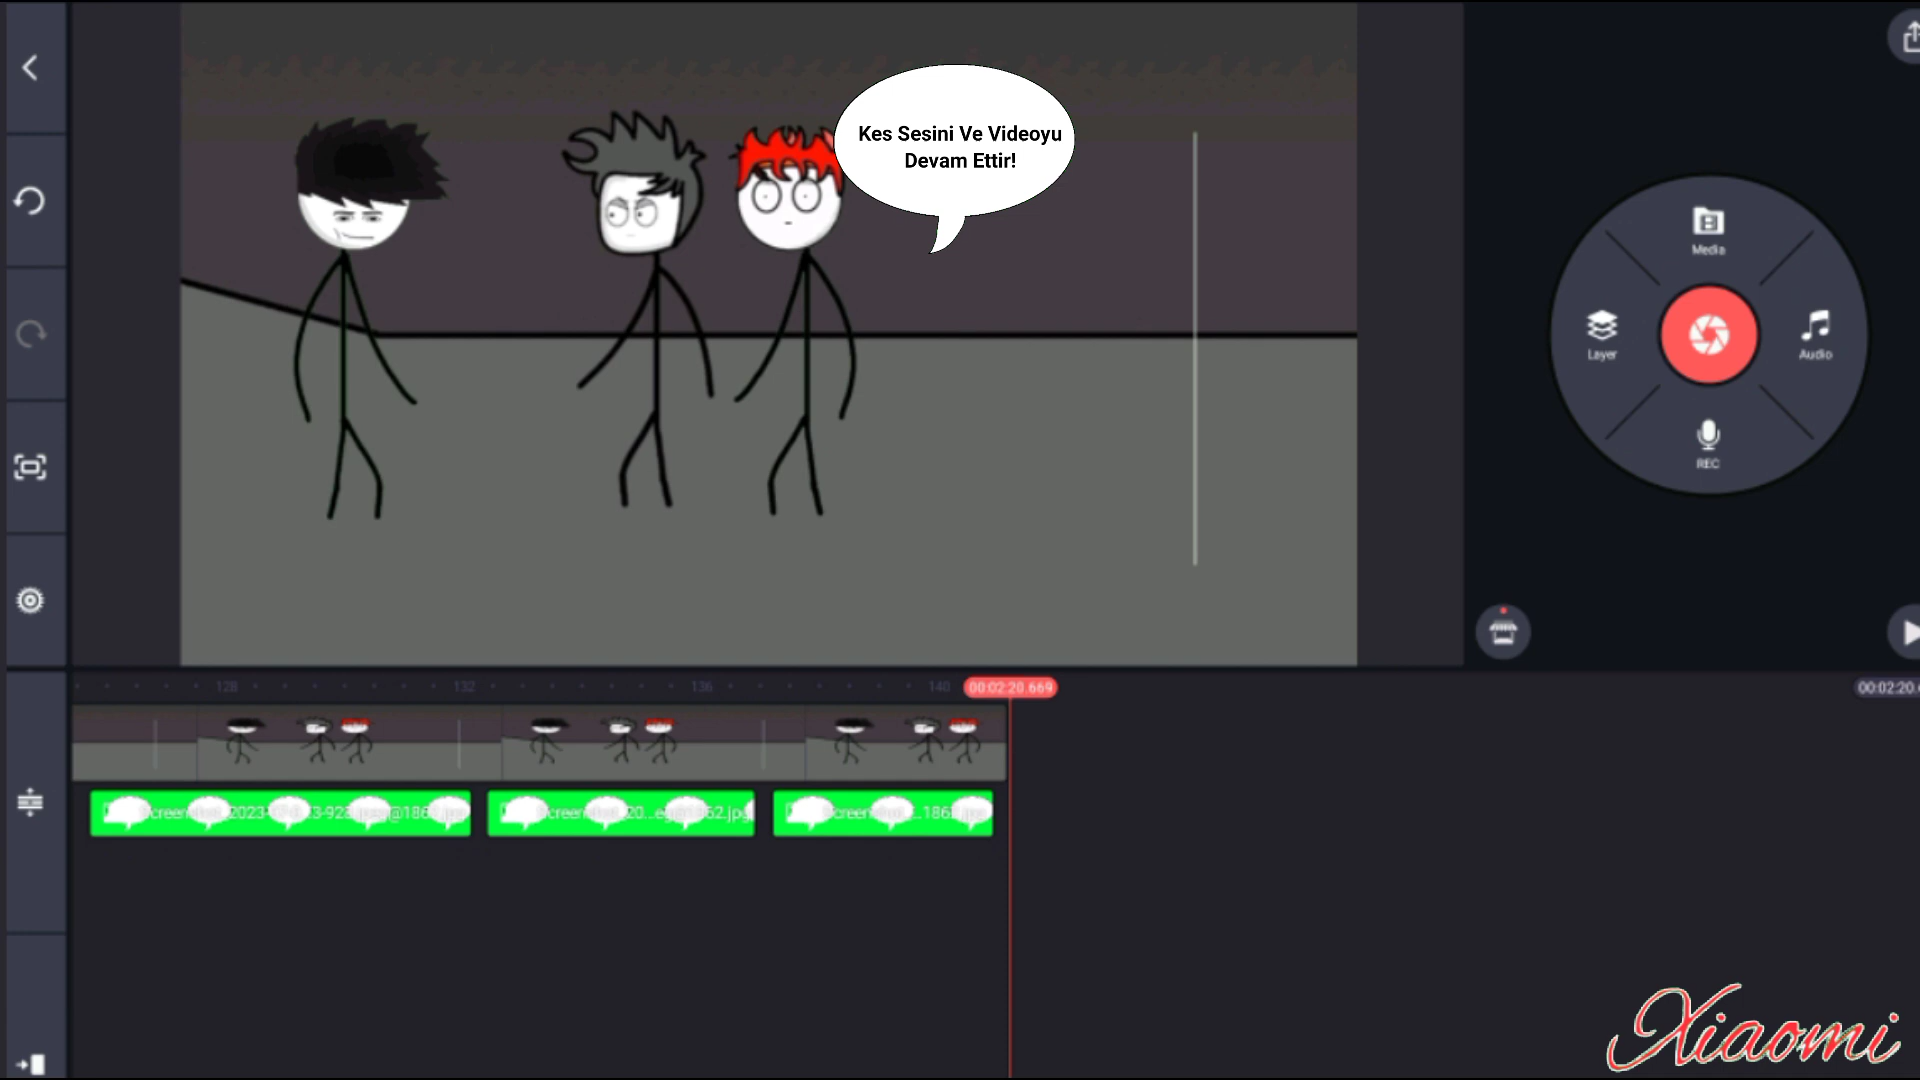 Kes Sesini Ve Videoyu
Devam Ettir!
Media
Layer
Audio
REC
128
132
136
140
00:02:20.669
00:02:20.
Xiaomi